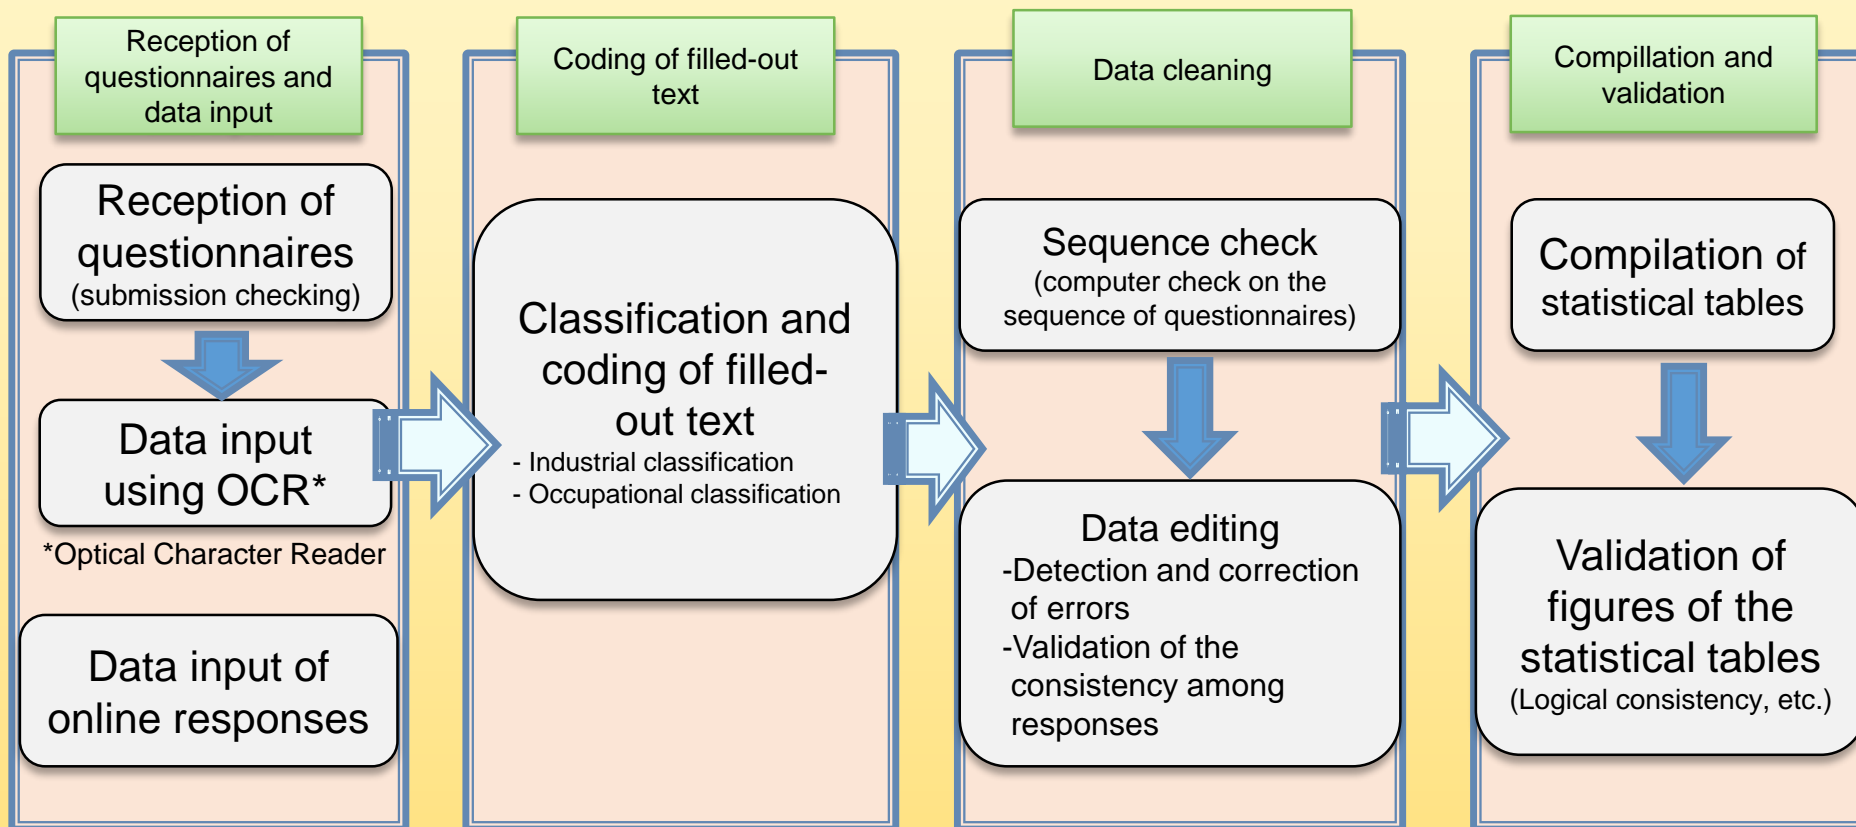 Reception of
questionnaires and
data input
Reception of
questionnaires
(submission checking)
Data input
using OCR*
*Optical Character Reader
Data input of
online responses
Coding of filled-out
text
Classification and
coding of filled-
out text
- Industrial classification
- Occupational classification
Data cleaning
Sequence check
(computer check on the
sequence of questionnaires)
Data editing
-Detection and correction
of errors
-Validation of the
consistency among
responses
Compillation and
validation
Compilation of
statistical tables
Validation of
figures of the
statistical tables
(Logical consistency, etc.)